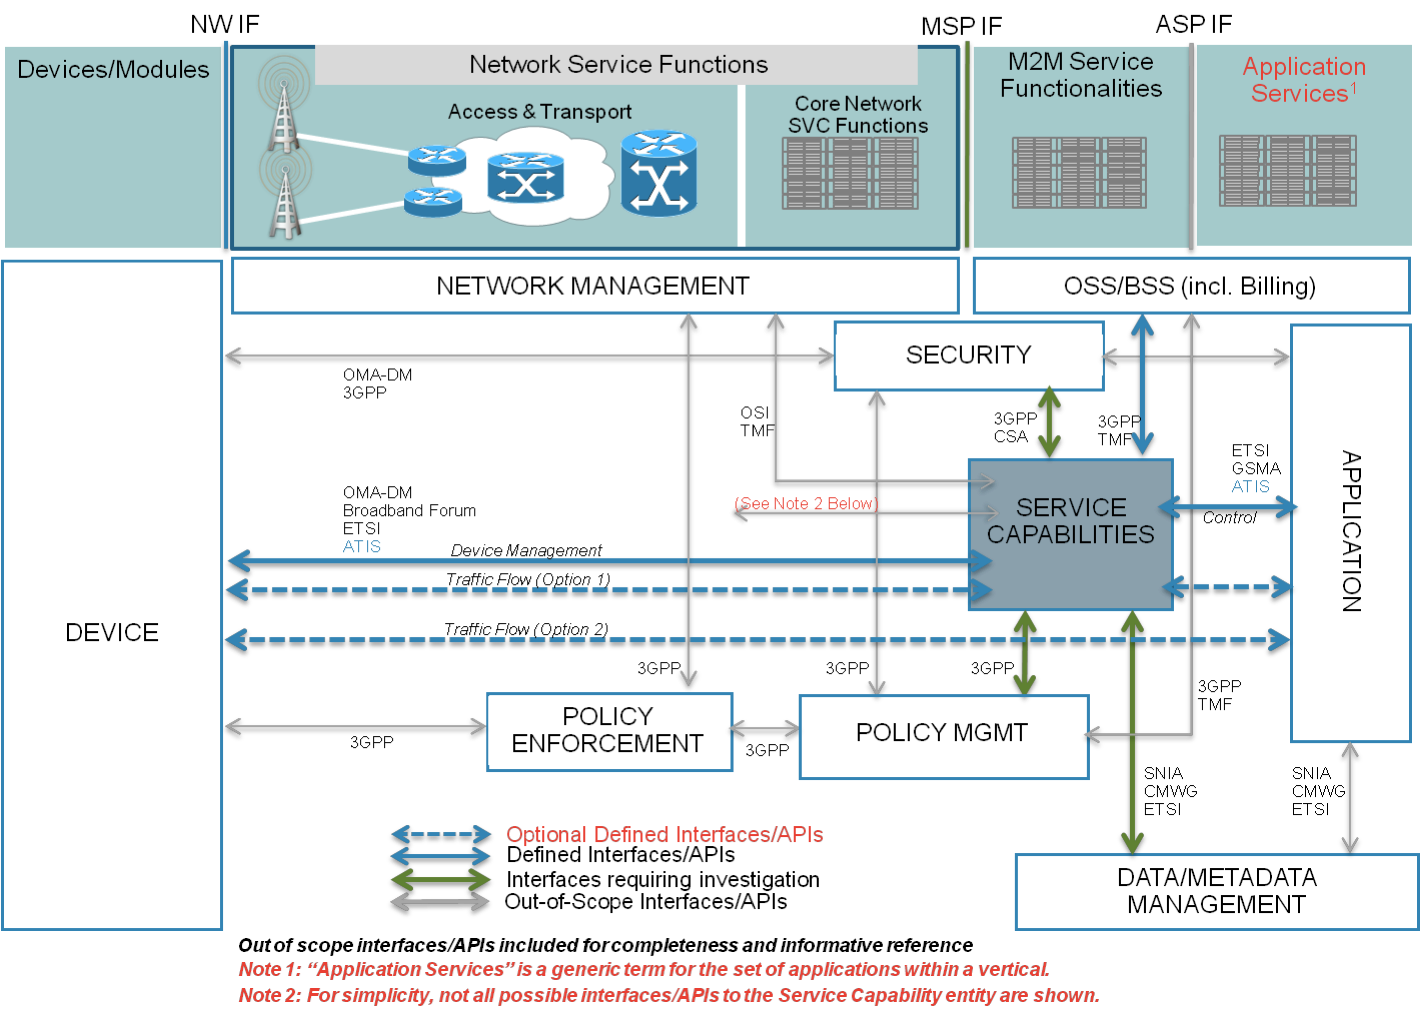 NW IF
MSP IF
ASP IF
Devices/Modules
Network Service Functions
Access & Transport
Core Network
SVC Functions
M2M Service
Functionalities
Application
Services1
NETWORK MANAGEMENT
OSS/BSS (incl. Billing)
SECURITY
OMA-DM
3GPP
OSI
TMF
3GPP
CSA
3GPP
TMF
ETSI
GSMA
ATIS
Control
APPLICATION
(See Note 2 Below)
SERVICE
CAPABILITIES
OMA-DM
Broadband Forum
ETSI
ATIS
Device Management
Traffic Flow (Option 1)
Traffic Flow (Option 2)
DEVICE
3GPP
3GPP
3GPP
3GPP
TMF
POLICY
ENFORCEMENT
POLICY MGMT
3GPP
3GPP
SNIA
CMWG
ETSI
SNIA
CMWG
ETSI
Optional Defined Interfaces/APIs
Defined Interfaces/APIs
Interfaces requiring investigation
Out-of-Scope Interfaces/APIs
DATA/METADATA
MANAGEMENT
Out of scope interfaces/APIs included for completeness and informative reference
Note 1: “Application Services” is a generic term for the set of applications within a vertical.
Note 2: For simplicity, not all possible interfaces/APIs to the Service Capability entity are shown.